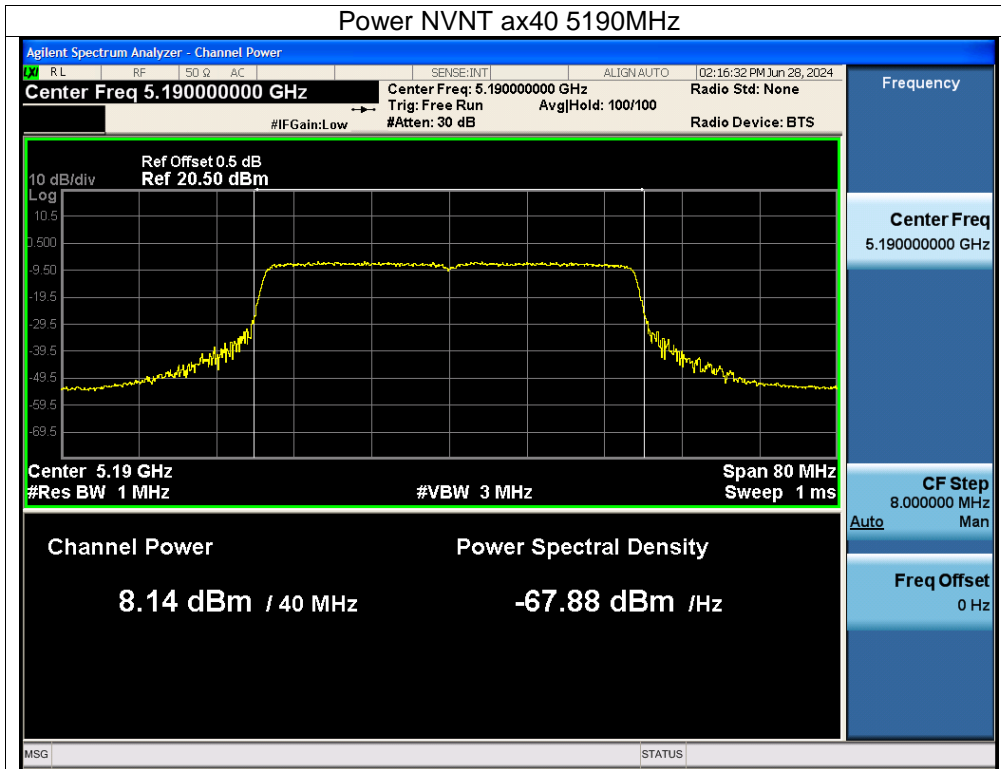 Power NVNT ax40 5190MHz
Agilent Spectrum Analyzer - Channel Power
LXI RL RF 50 Ω AC SENSE:INT ALIGN AUTO 02:16:32 PM Jun 28, 2024
Center Freq 5.190000000 GHz
Center Freq: 5.190000000 GHz Radio Std: None
Trig: Free Run Avg|Hold: 100/100
#IFGain:Low #Atten: 30 dB Radio Device: BTS
Frequency
Ref Offset 0.5 dB
10 dB/div Ref 20.50 dBm
Log
10.5
0.500
-9.50
-19.5
-29.5
-39.5
-49.5
-59.5
-69.5
Center 5.19 GHz Span 80 MHz
#Res BW 1 MHz #VBW 3 MHz Sweep 1 ms
Channel Power Power Spectral Density
8.14 dBm / 40 MHz -67.88 dBm /Hz
Center Freq
5.190000000 GHz
CF Step
8.000000 MHz
Auto Man
Freq Offset
0 Hz
MSG STATUS